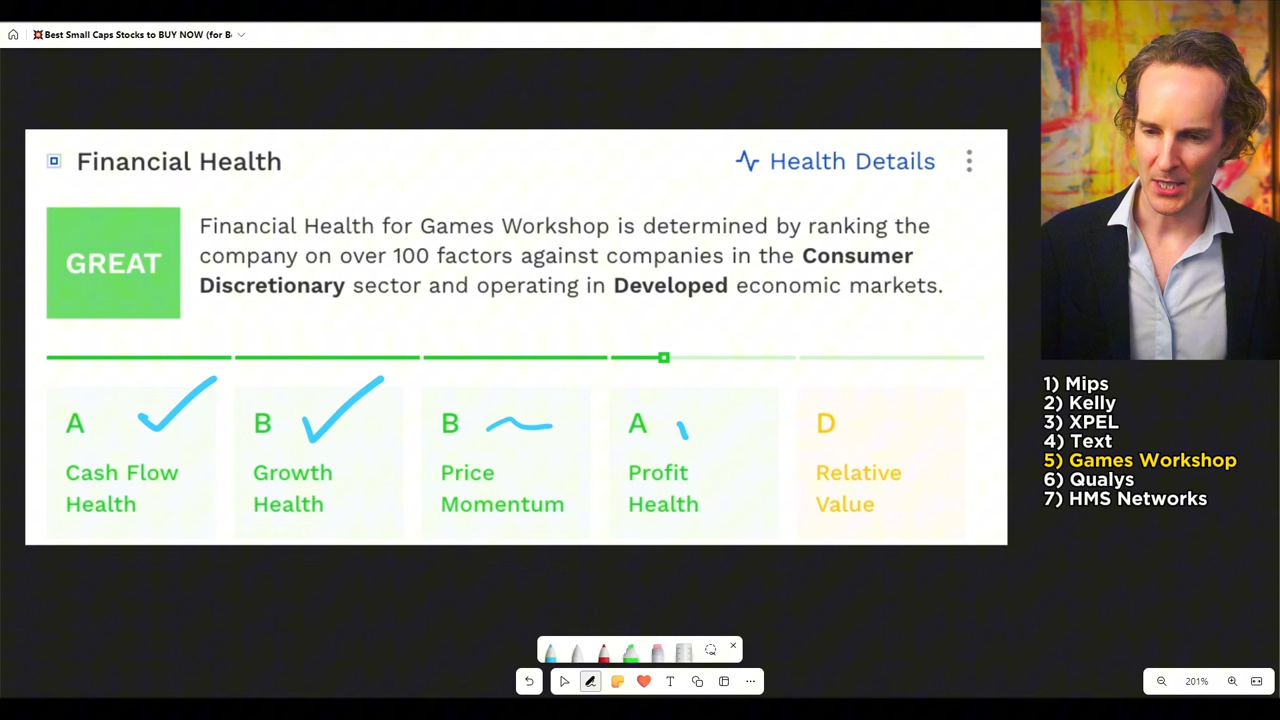 💥Best Small Caps Stocks to BUY NOW (for B
Financial Health
Health Details
GREAT
Financial Health for Games Workshop is determined by ranking the
company on over 100 factors against companies in the Consumer
Discretionary sector and operating in Developed economic markets.
A
Cash Flow
Health
B
Growth
Health
B
Price
Momentum
A
Profit
Health
D
Relative
Value
1) Mips
2) Kelly
3) XPEL
4) Text
5) Games Workshop
6) Qualys
7) HMS Networks
T
201%